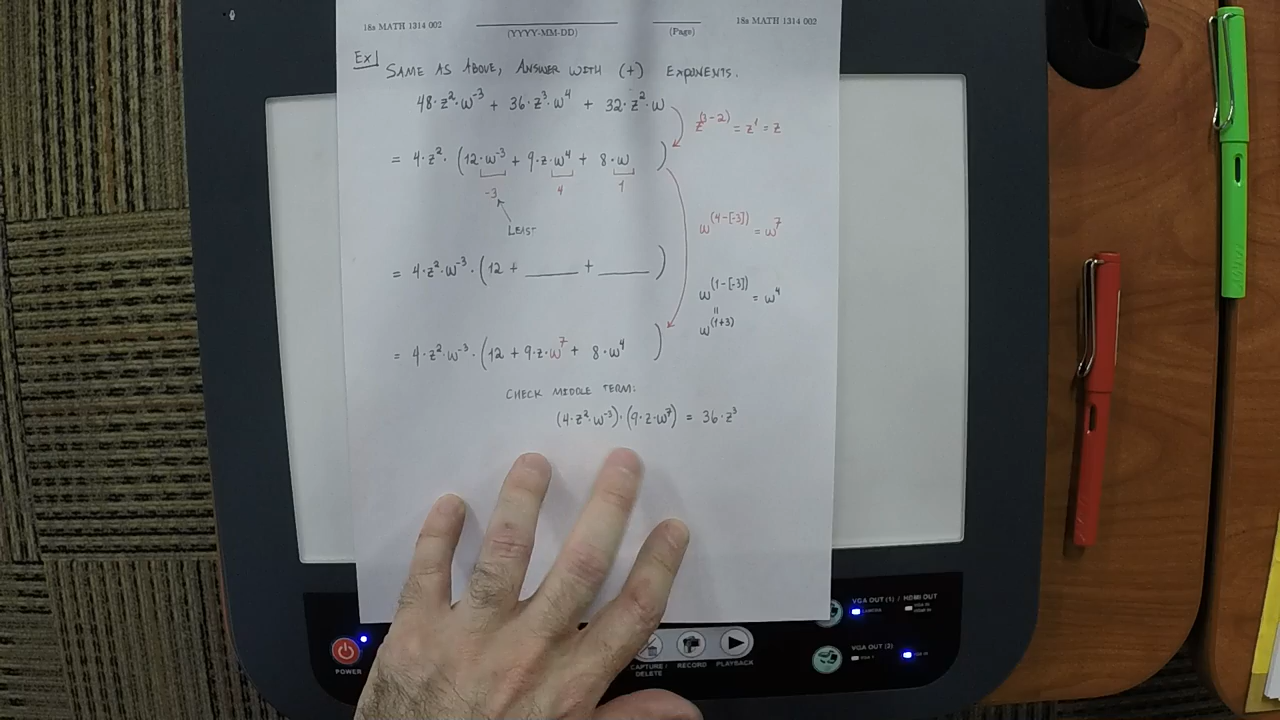 18s MATH 1314 002 (YYYY-MM-DD) (Page) 18s MATH 1314 002
Ex| SAME AS ABOVE, ANSWER WITH (+) EXPONENTS.
48·z²·w⁻³ + 36·z³·w⁴ + 32·z²·w
z⁽³⁻²⁾ = z¹ = z
= 4·z²·(12·w⁻³ + 9·z·w⁴ + 8·w )
-3 4 1
LEAST
w⁽⁴⁻[⁻³]⁾ = w⁷
= 4·z²·w⁻³·(12 + ____ + ____ )
w⁽¹⁻[⁻³]⁾ = w⁴
||
w⁽¹⁺³⁾
= 4·z²·w⁻³·(12 + 9·z·w⁷ + 8·w⁴ )
CHECK MIDDLE TERM:
(4·z²·w⁻³)·(9·z·w⁷) = 36·z³
POWER
CAPTURE / DELETE
RECORD
PLAYBACK
VGA OUT (1) / HDMI OUT
VGA OUT (2)